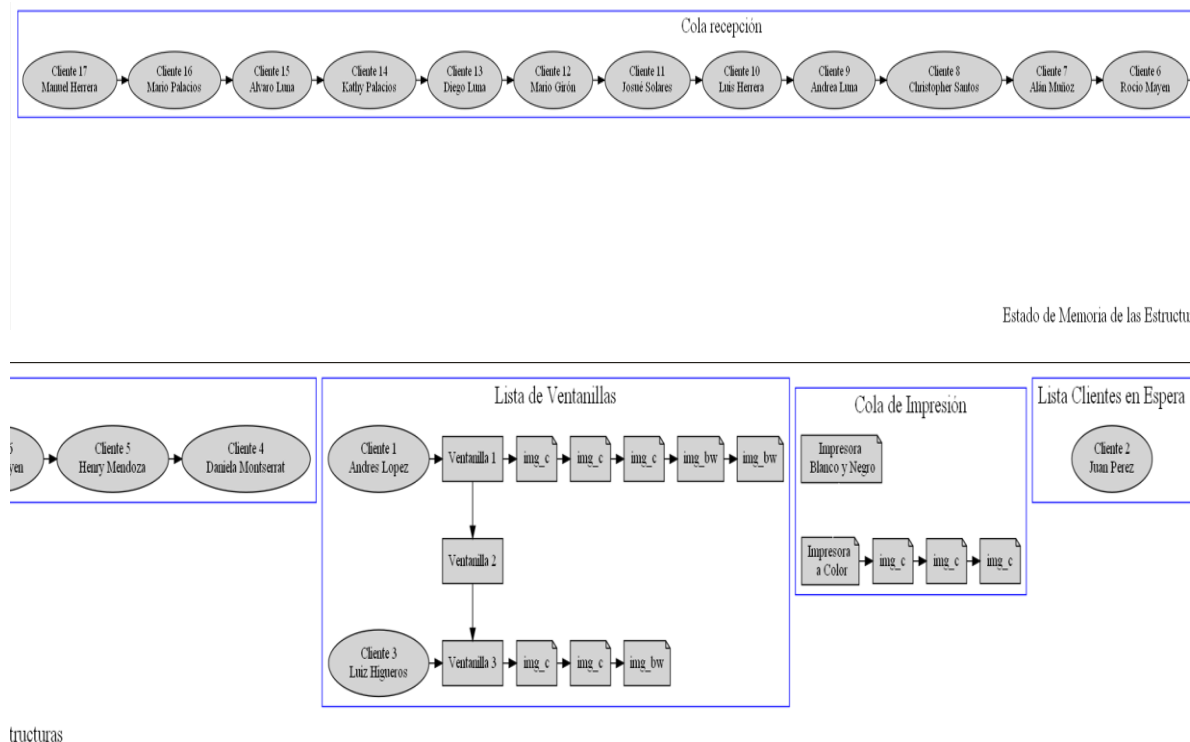 Cola recepción
Cliente 17
Manuel Herrera
Cliente 16
Mario Palacios
Cliente 15
Alvaro Luna
Cliente 14
Kathy Palacios
Cliente 13
Diego Luna
Cliente 12
Mario Girón
Cliente 11
Josué Solares
Cliente 10
Luis Herrera
Cliente 9
Andrea Luna
Cliente 8
Christopher Santos
Cliente 7
Alán Muñoz
Cliente 6
Rocio Mayen
Estado de Memoria de las Estructu
6
yen
Cliente 5
Henry Mendoza
Cliente 4
Daniela Montserrat
Lista de Ventanillas
Cliente 1
Andres Lopez
Ventanilla 1
img_c
img_c
img_c
img_bw
img_bw
Ventanilla 2
Cliente 3
Luiz Higueros
Ventanilla 3
img_c
img_c
img_bw
Cola de Impresión
Impresora
Blanco y Negro
Impresora
a Color
img_c
img_c
img_c
Lista Clientes en Espera
Cliente 2
Juan Perez
tructuras